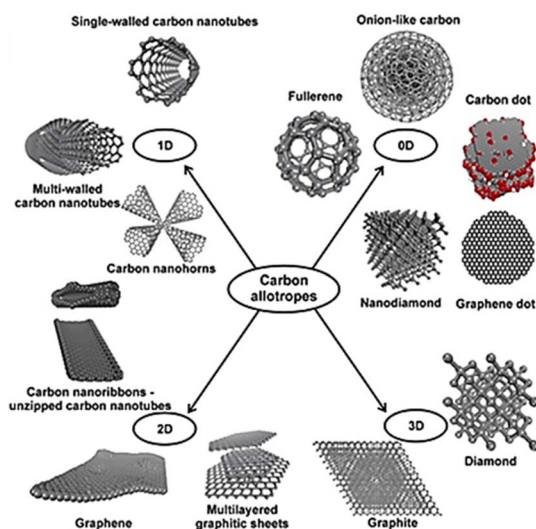 Single-walled carbon nanotubes
Onion-like carbon
Fullerene
Carbon dot
1D
0D
Multi-walled
carbon nanotubes
Carbon nanohorns
Carbon
allotropes
Nanodiamond
Graphene dot
Carbon nanoribbons -
unzipped carbon nanotubes
2D
3D
Diamond
Graphene
Multilayered
graphitic sheets
Graphite